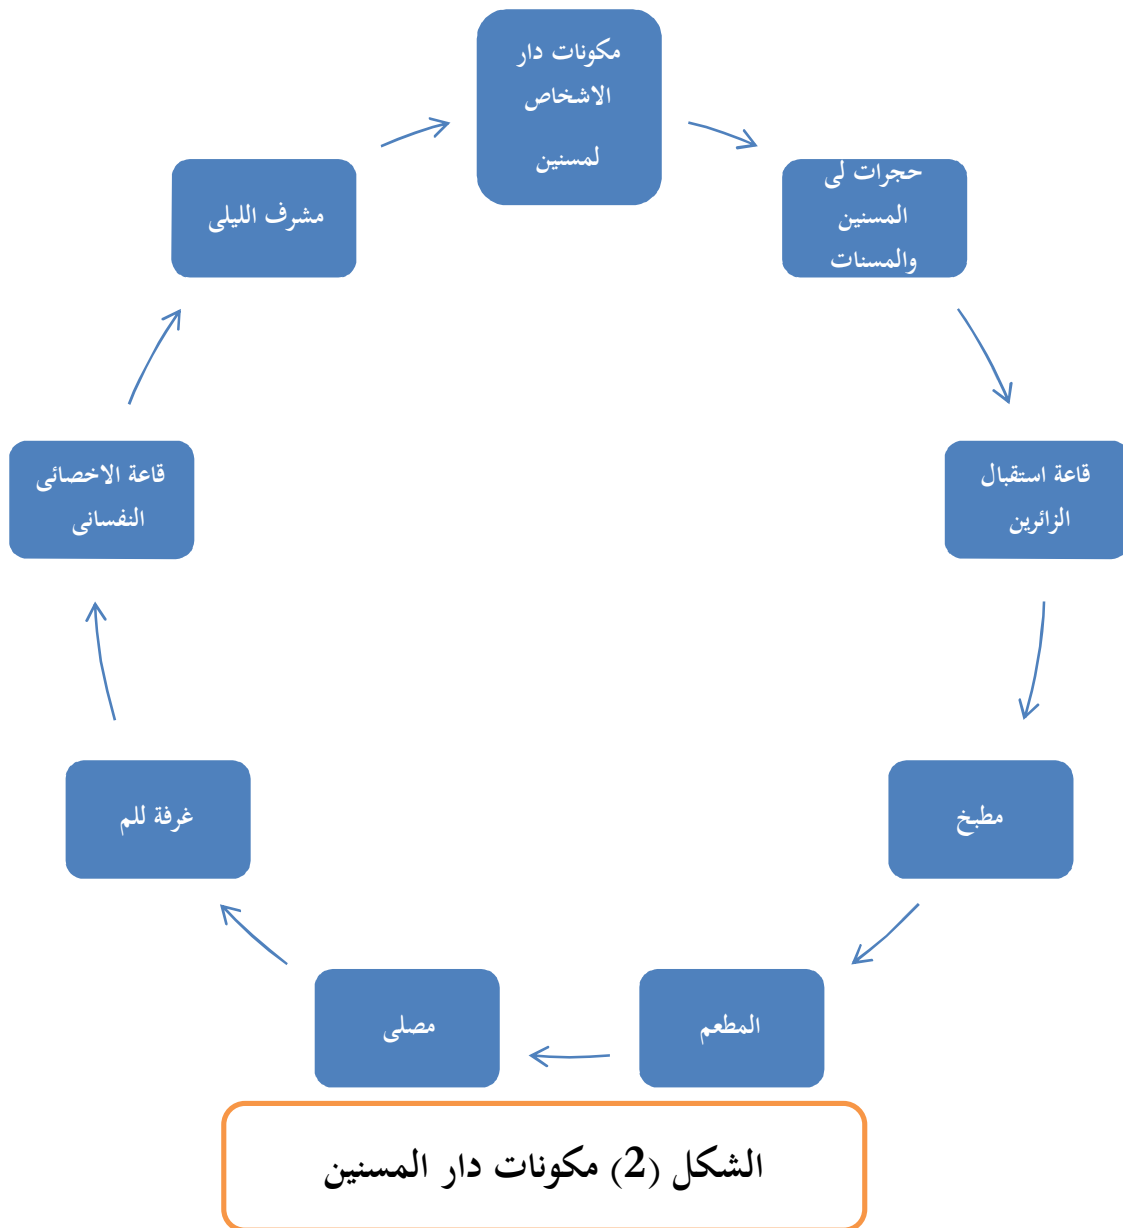 مكونات دار
الاشخاص
لمسنين
حجرات لى
المسنين
والمسنات
قاعة استقبال
الزائرين
مطبخ
المطعم
مصلى
غرفة للم
قاعة الاخصائى
النفسانى
مشرف الليلى
الشكل (2) مكونات دار المسنين